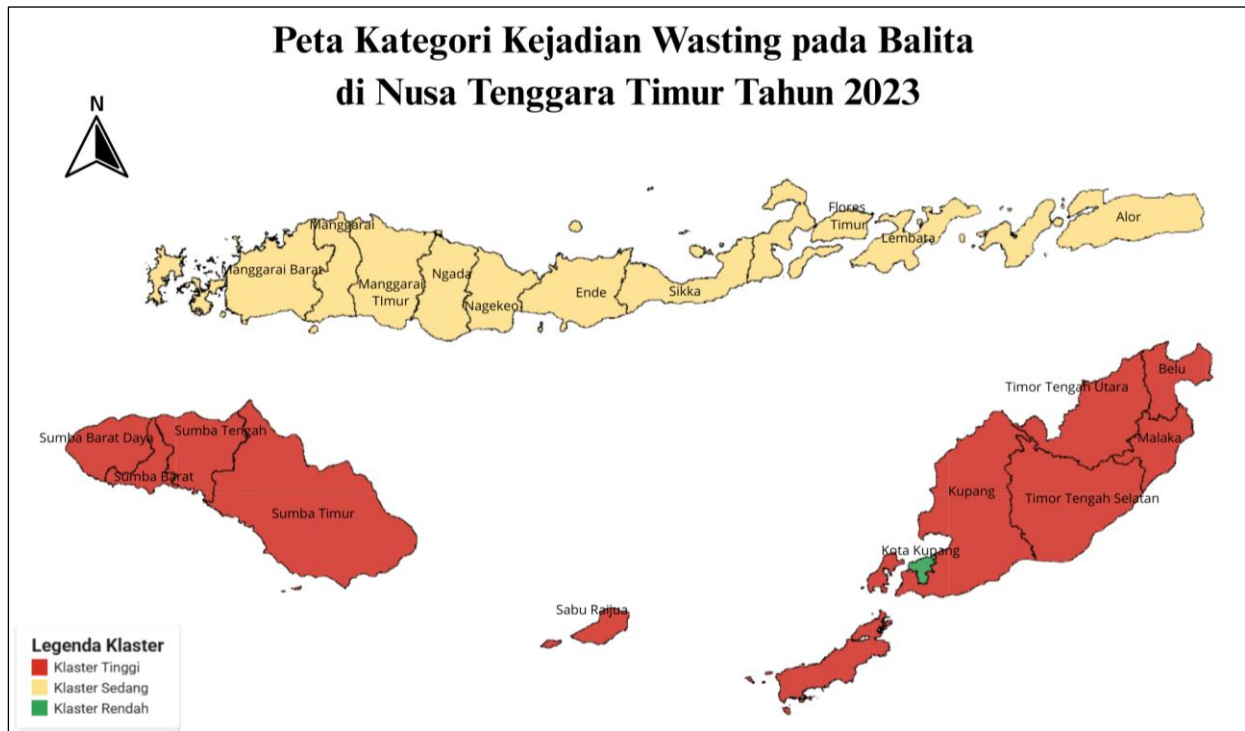 Peta Kategori Kejadian Wasting pada Balita
di Nusa Tenggara Timur Tahun 2023
N
Manggarai
Flores
Timur
Alor
Lembata
Manggarai Barat
Ngada
Manggarai
TImur
Nagekeo
Ende
Sikka
Timor Tengah Utara
Belu
Malaka
Sumba Barat Daya
Sumba Tengah
Sumba Barat
Sumba Timur
Kupang
Timor Tengah Selatan
Kota Kupang
Sabu Raijua
Legenda Klaster
Klaster Tinggi
Klaster Sedang
Klaster Rendah